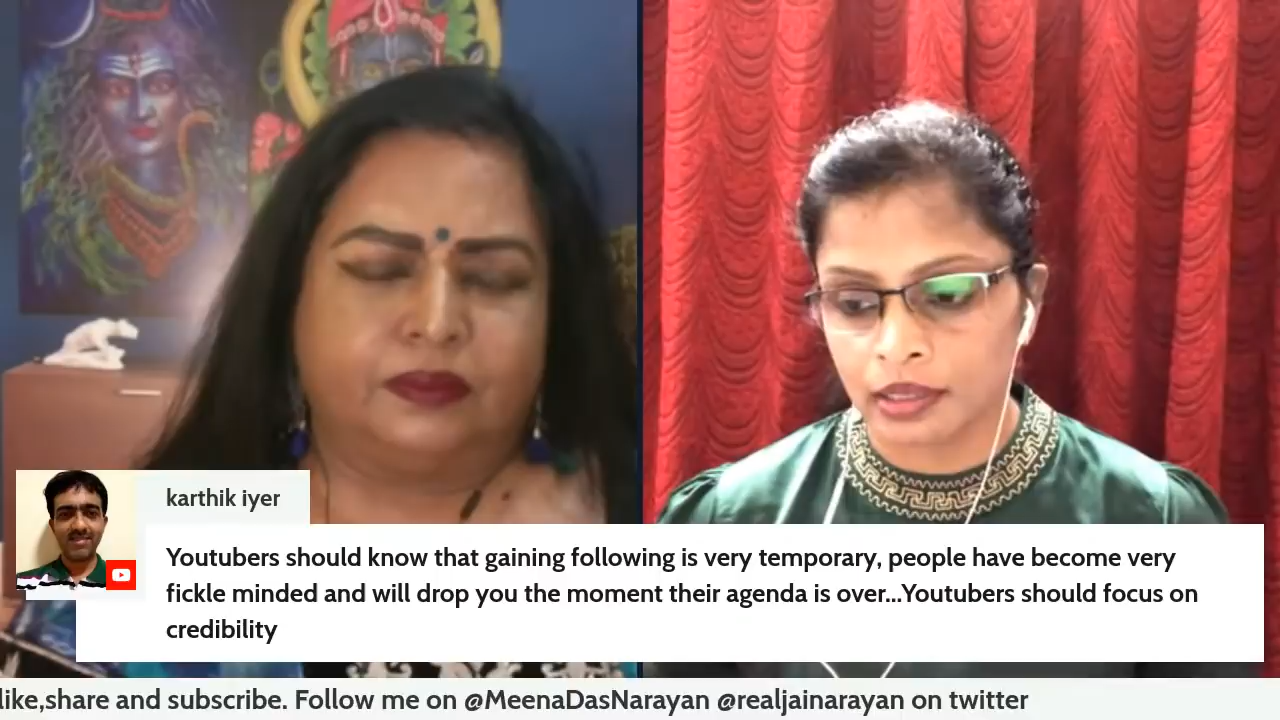 karthik iyer
Youtubers should know that gaining following is very temporary, people have become very
fickle minded and will drop you the moment their agenda is over...Youtubers should focus on
credibility
like,share and subscribe. Follow me on @MeenaDasNarayan @realjainarayan on twitter